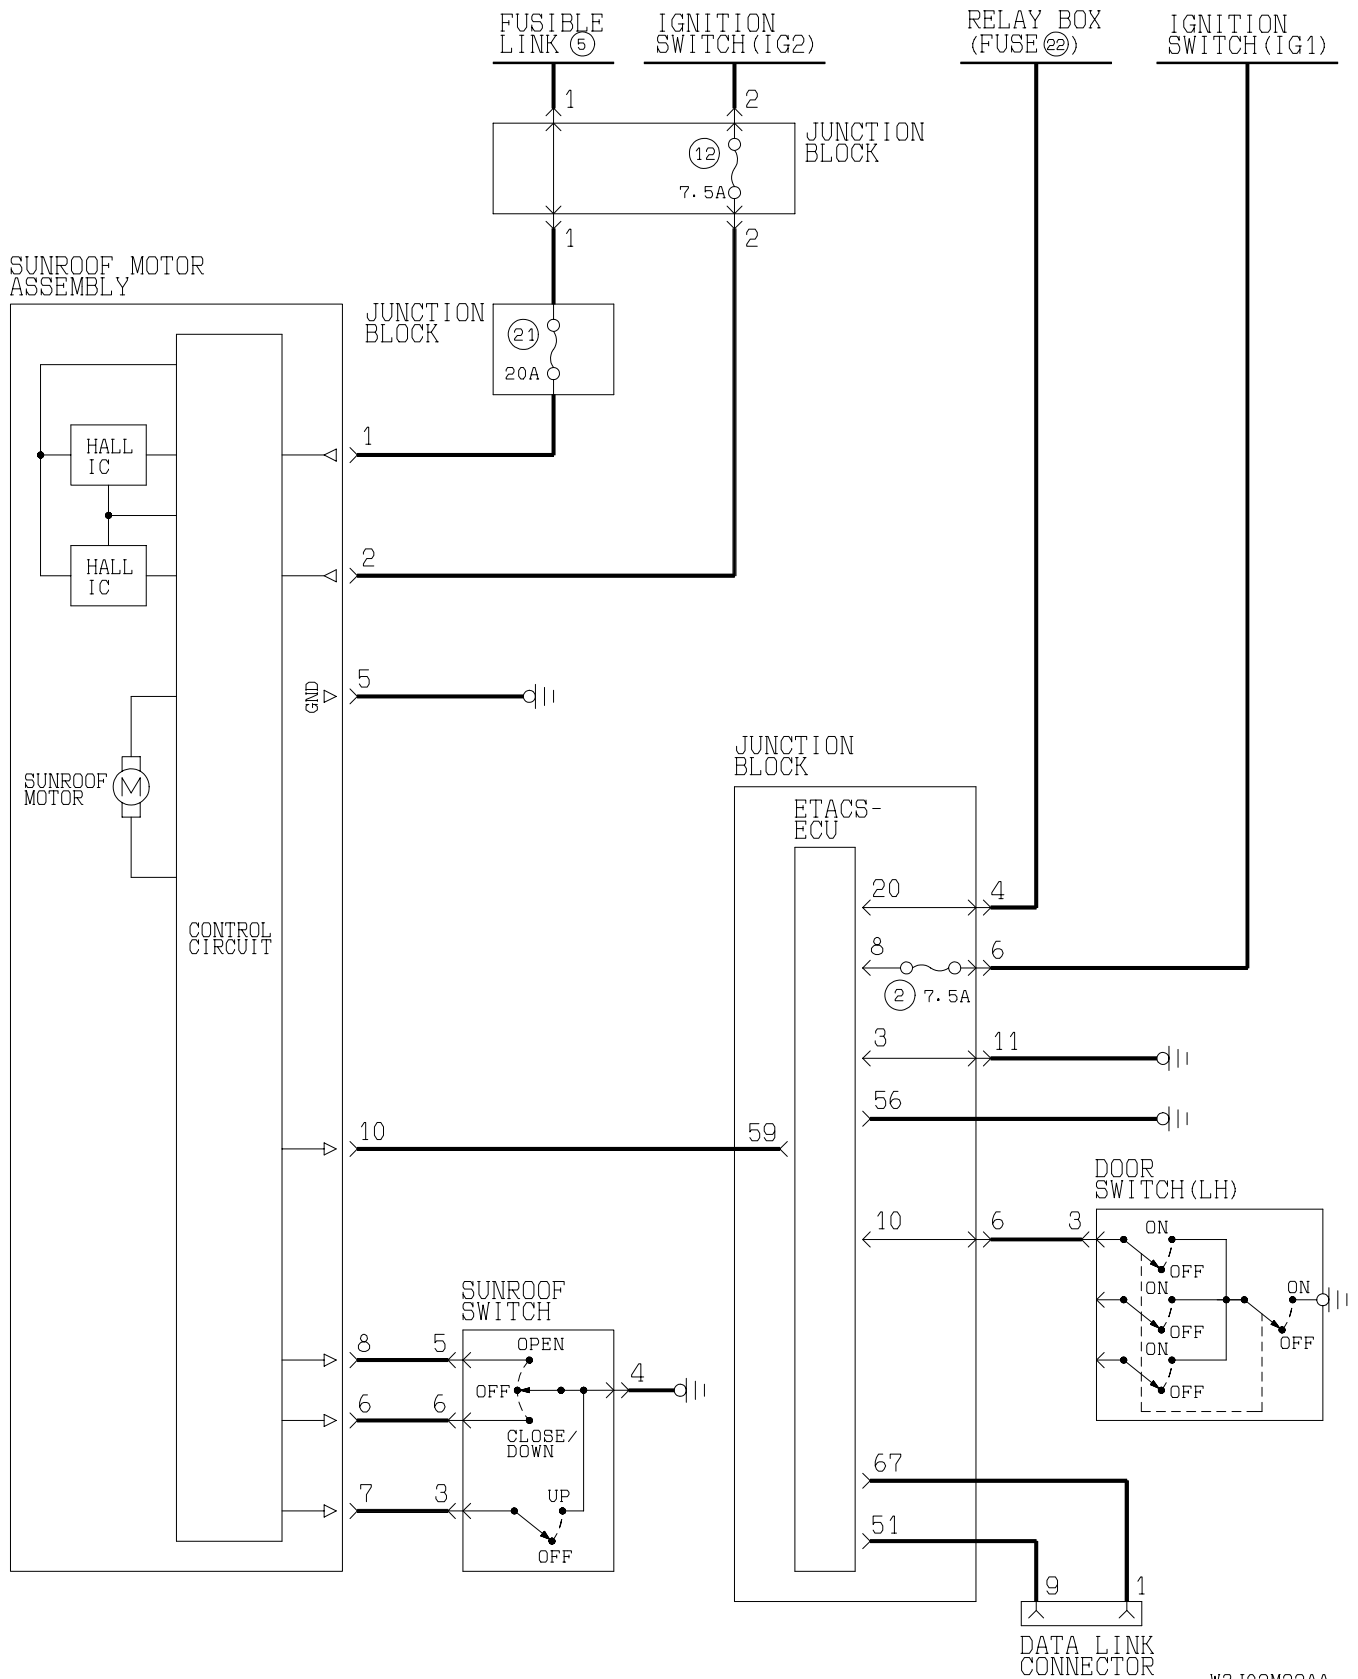 FUSIBLE
LINK ⑤
IGNITION
SWITCH(IG2)
RELAY BOX
(FUSE㉒)
IGNITION
SWITCH(IG1)
1
2
JUNCTION
BLOCK
12
7.5A
1
2
SUNROOF MOTOR
ASSEMBLY
JUNCTION
BLOCK
21
20A
HALL
IC
1
HALL
IC
2
GND
5
SUNROOF
MOTOR
M
JUNCTION
BLOCK
ETACS-
ECU
20
4
CONTROL
CIRCUIT
8
6
2
7.5A
3
11
56
10
59
DOOR
SWITCH(LH)
10
6
3
ON
OFF
ON
OFF
ON
OFF
ON
OFF
SUNROOF
SWITCH
8
5
OPEN
OFF
4
6
6
CLOSE/
DOWN
7
3
UP
OFF
67
51
9
1
DATA LINK
CONNECTOR